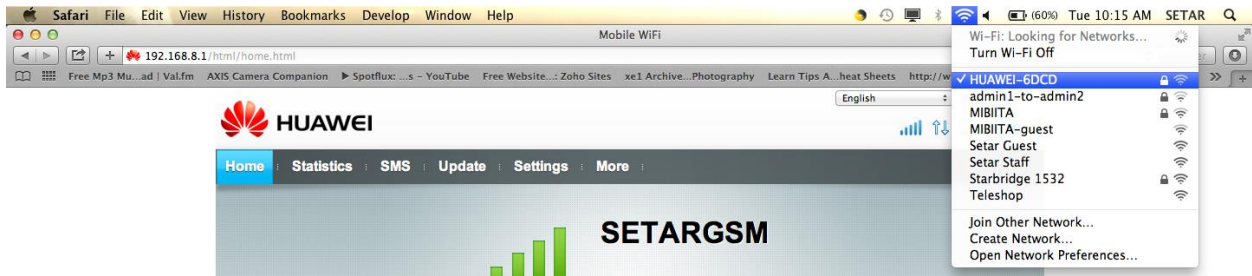 Safari File Edit View History Bookmarks Develop Window Help (60%) Tue 10:15 AM SETAR
Mobile WiFi
192.168.8.1/html/home.html
Free Mp3 Mu...ad | Val.fm AXIS Camera Companion Spotflux: ...s – YouTube Free Website...: Zoho Sites xe1 Archive...Photography Learn Tips A...heat Sheets http://w
English
HUAWEI
Home Statistics SMS Update Settings More
SETARGSM
Wi-Fi: Looking for Networks...
Turn Wi-Fi Off
HUAWEI-6DCD
admin1-to-admin2
MIBIITA
MIBIITA-guest
Setar Guest
Setar Staff
Starbridge 1532
Teleshop
Join Other Network...
Create Network...
Open Network Preferences...